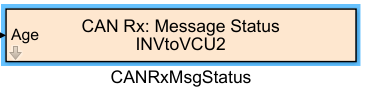 CAN Rx: Message Status
Age
INVtoVCU2
CANRxMsgStatus